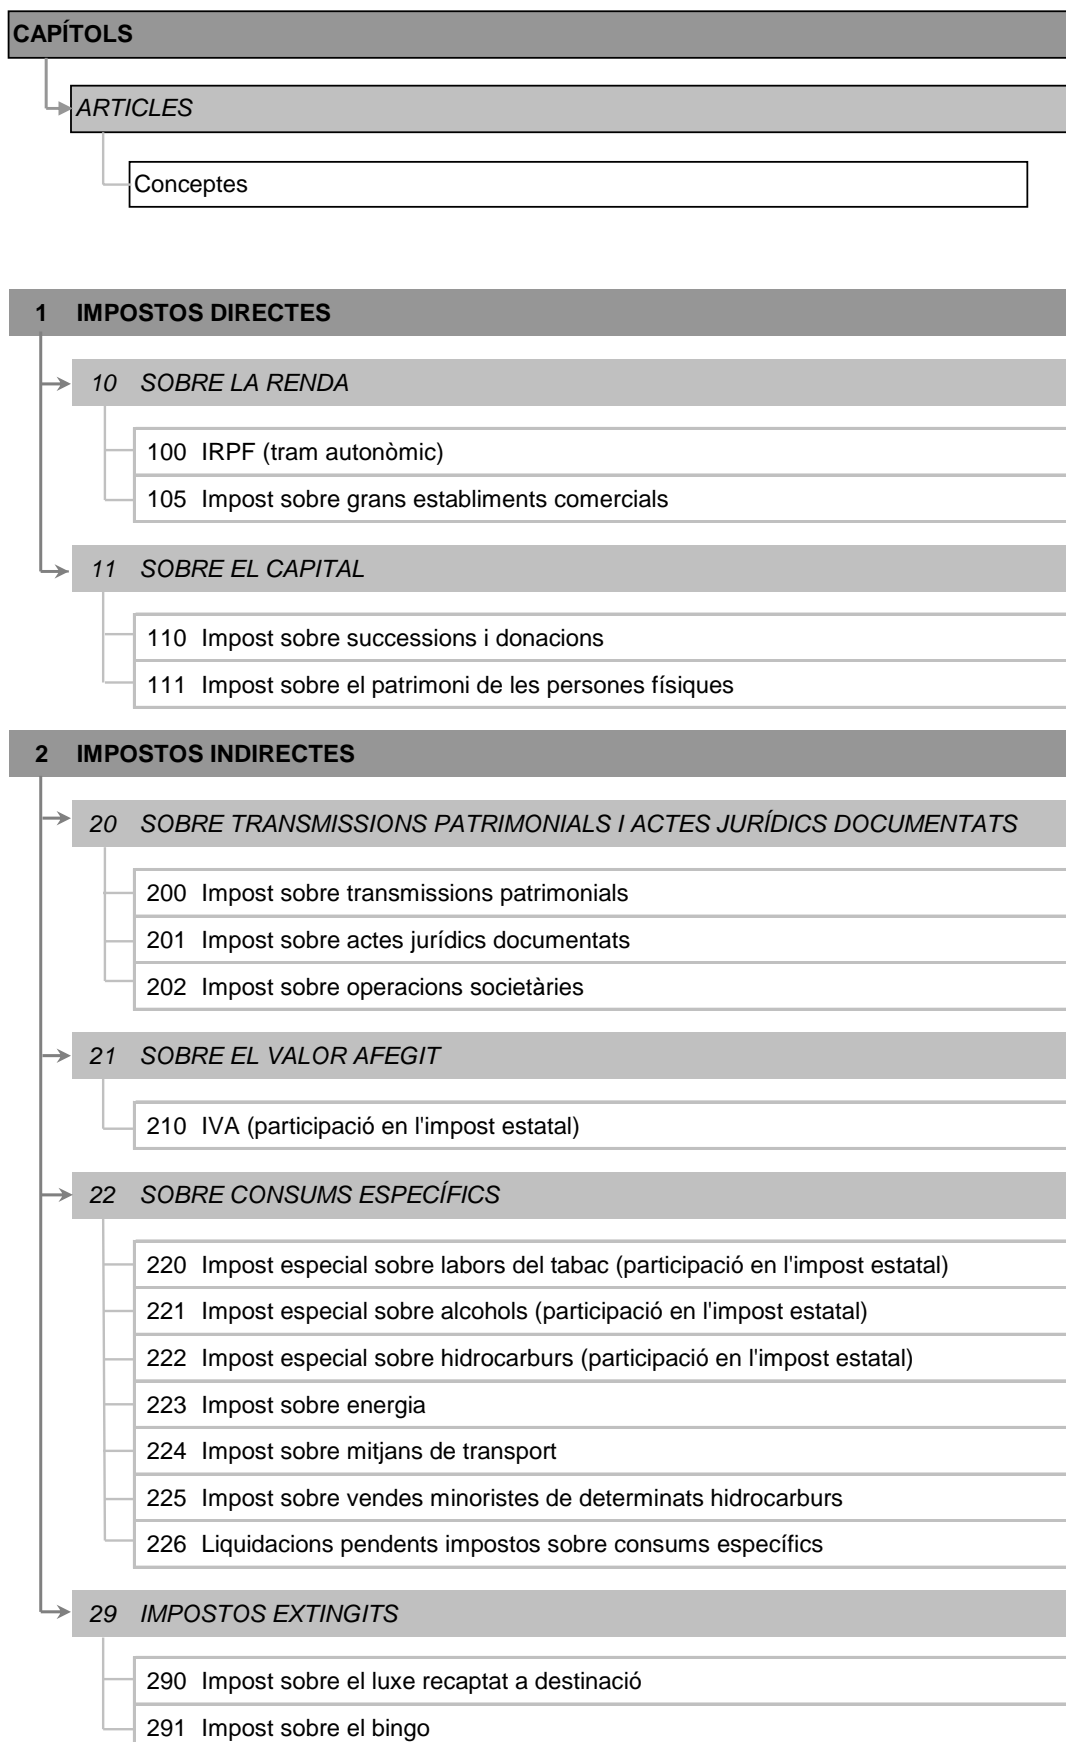 CAPÍTOLS
ARTICLES
Conceptes
1 IMPOSTOS DIRECTES
10 SOBRE LA RENDA
100 IRPF (tram autonòmic)
105 Impost sobre grans establiments comercials
11 SOBRE EL CAPITAL
110 Impost sobre successions i donacions
111 Impost sobre el patrimoni de les persones físiques
2 IMPOSTOS INDIRECTES
20 SOBRE TRANSMISSIONS PATRIMONIALS I ACTES JURÍDICS DOCUMENTATS
200 Impost sobre transmissions patrimonials
201 Impost sobre actes jurídics documentats
202 Impost sobre operacions societàries
21 SOBRE EL VALOR AFEGIT
210 IVA (participació en l'impost estatal)
22 SOBRE CONSUMS ESPECÍFICS
220 Impost especial sobre labors del tabac (participació en l'impost estatal)
221 Impost especial sobre alcohols (participació en l'impost estatal)
222 Impost especial sobre hidrocarburs (participació en l'impost estatal)
223 Impost sobre energia
224 Impost sobre mitjans de transport
225 Impost sobre vendes minoristes de determinats hidrocarburs
226 Liquidacions pendents impostos sobre consums específics
29 IMPOSTOS EXTINGITS
290 Impost sobre el luxe recaptat a destinació
291 Impost sobre el bingo